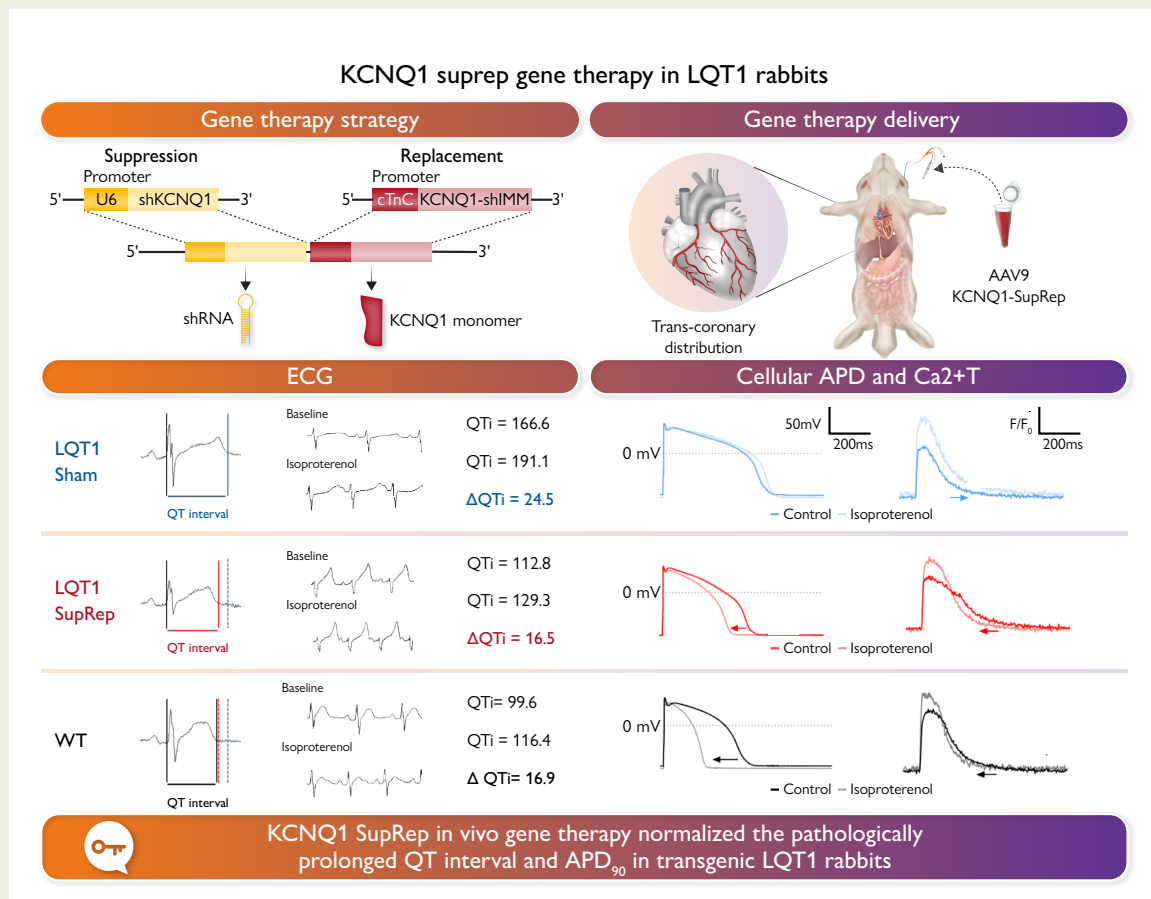 KCNQ1 suprep gene therapy in LQT1 rabbits
Gene therapy strategy
Suppression
Replacement
Promoter
Promoter
5' U6 shKCNQ1 3'
5' cTnC KCNQ1-shIMM 3'
5' 3'
shRNA
KCNQ1 monomer
Gene therapy delivery
Trans-coronary
distribution
AAV9
KCNQ1-SupRep
ECG
LQT1
Sham
QT interval
Baseline
Isoproterenol
QTi = 166.6
QTi = 191.1
ΔQTi = 24.5
LQT1
SupRep
QT interval
Baseline
Isoproterenol
QTi = 112.8
QTi = 129.3
ΔQTi = 16.5
WT
QT interval
Baseline
Isoproterenol
QTi= 99.6
QTi = 116.4
Δ QTi= 16.9
Cellular APD and Ca2+T
0 mV
50mV
200ms
F/F0
200ms
Control Isoproterenol
0 mV
Control Isoproterenol
0 mV
Control Isoproterenol
KCNQ1 SupRep in vivo gene therapy normalized the pathologically
prolonged QT interval and APD90 in transgenic LQT1 rabbits